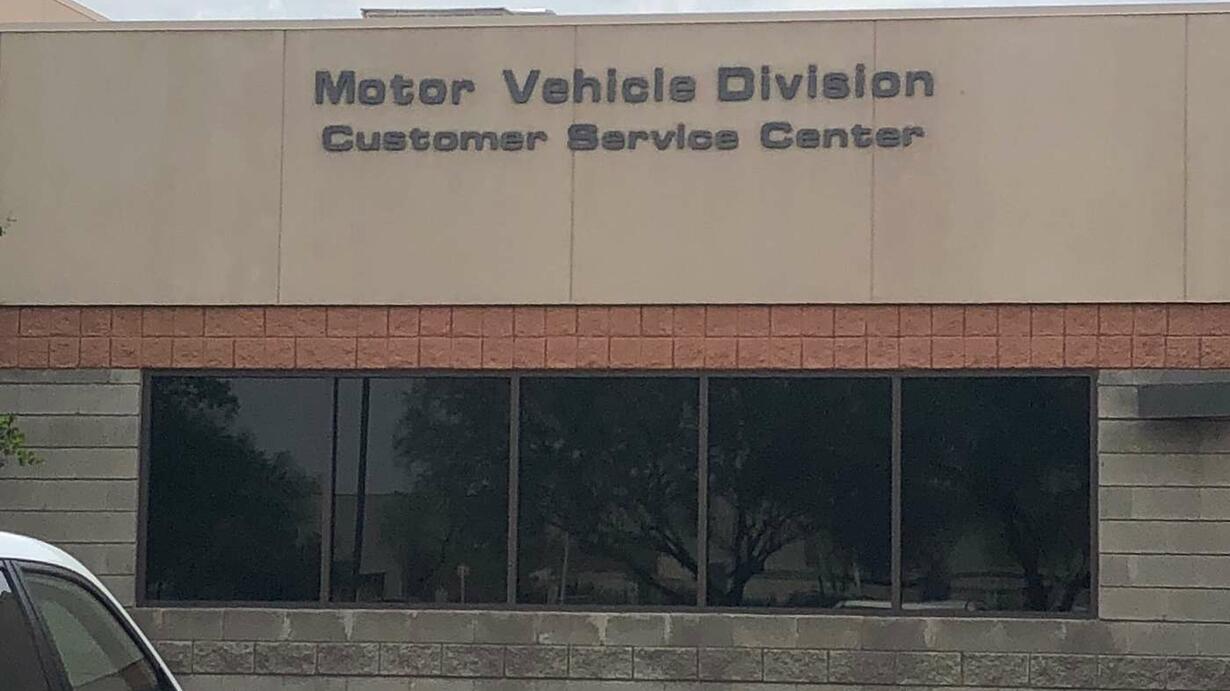 Motor Vehicle Division
Customer Service Center